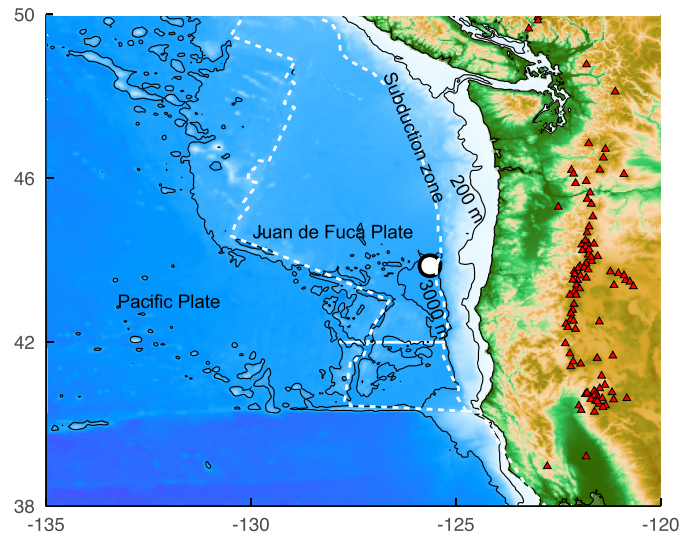 50
Subduction zone
46
200 m
Juan de Fuca Plate
3000 m
Pacific Plate
42
38
-135
-130
-125
-120